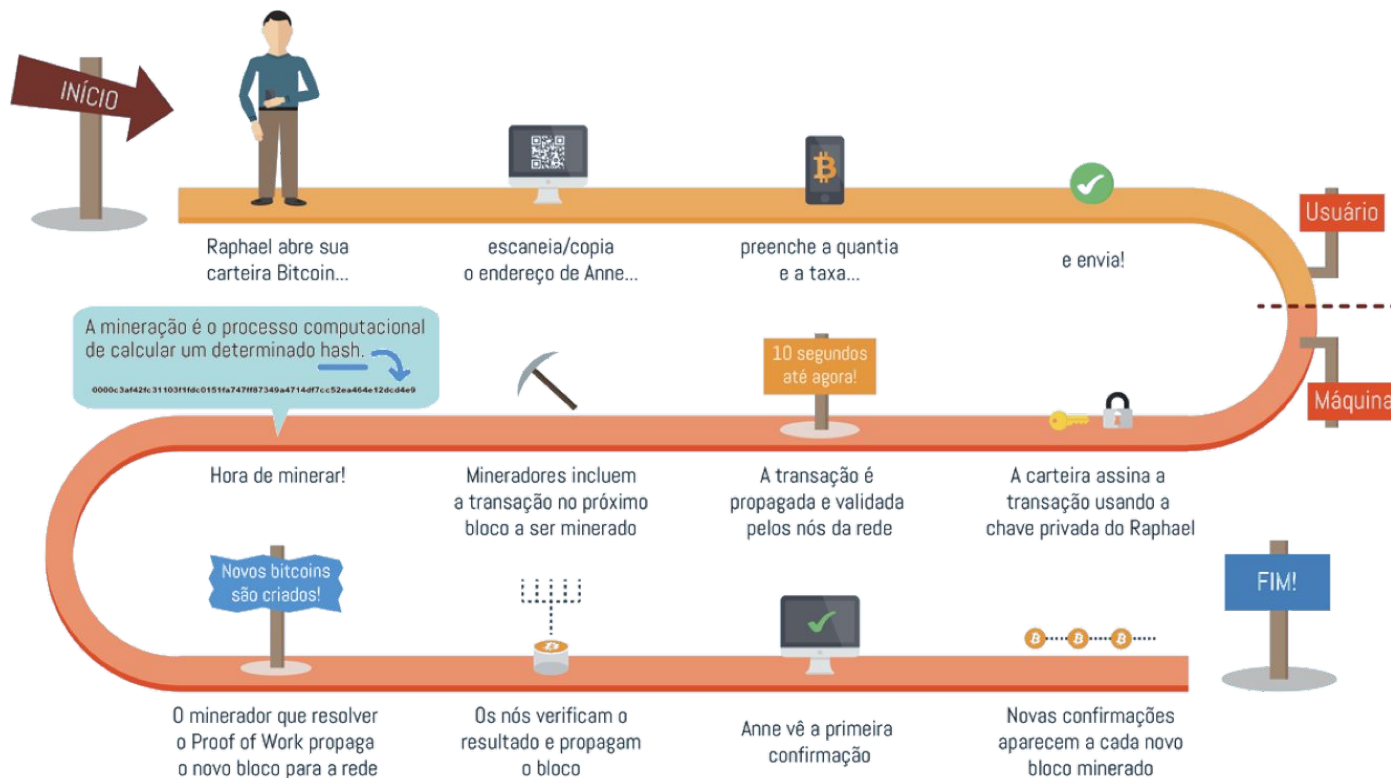 INÍCIO
Raphael abre sua
carteira Bitcoin...
escaneia/copia
o endereço de Anne...
preenche a quantia
e a taxa...
e envia!
Usuário
Máquina
A carteira assina a
transação usando a
chave privada do Raphael
10 segundos
até agora!
A transação é
propagada e validada
pelos nós da rede
Mineradores incluem
a transação no próximo
bloco a ser minerado
A mineração é o processo computacional
de calcular um determinado hash.
0000c3af42fc31103f1fdc0151fa747ff87349a4714df7cc52ea464e12dcd4e9
Hora de minerar!
Novos bitcoins
são criados!
O minerador que resolver
o Proof of Work propaga
o novo bloco para a rede
Os nós verificam o
resultado e propagam
o bloco
Anne vê a primeira
confirmação
Novas confirmações
aparecem a cada novo
bloco minerado
FIM!